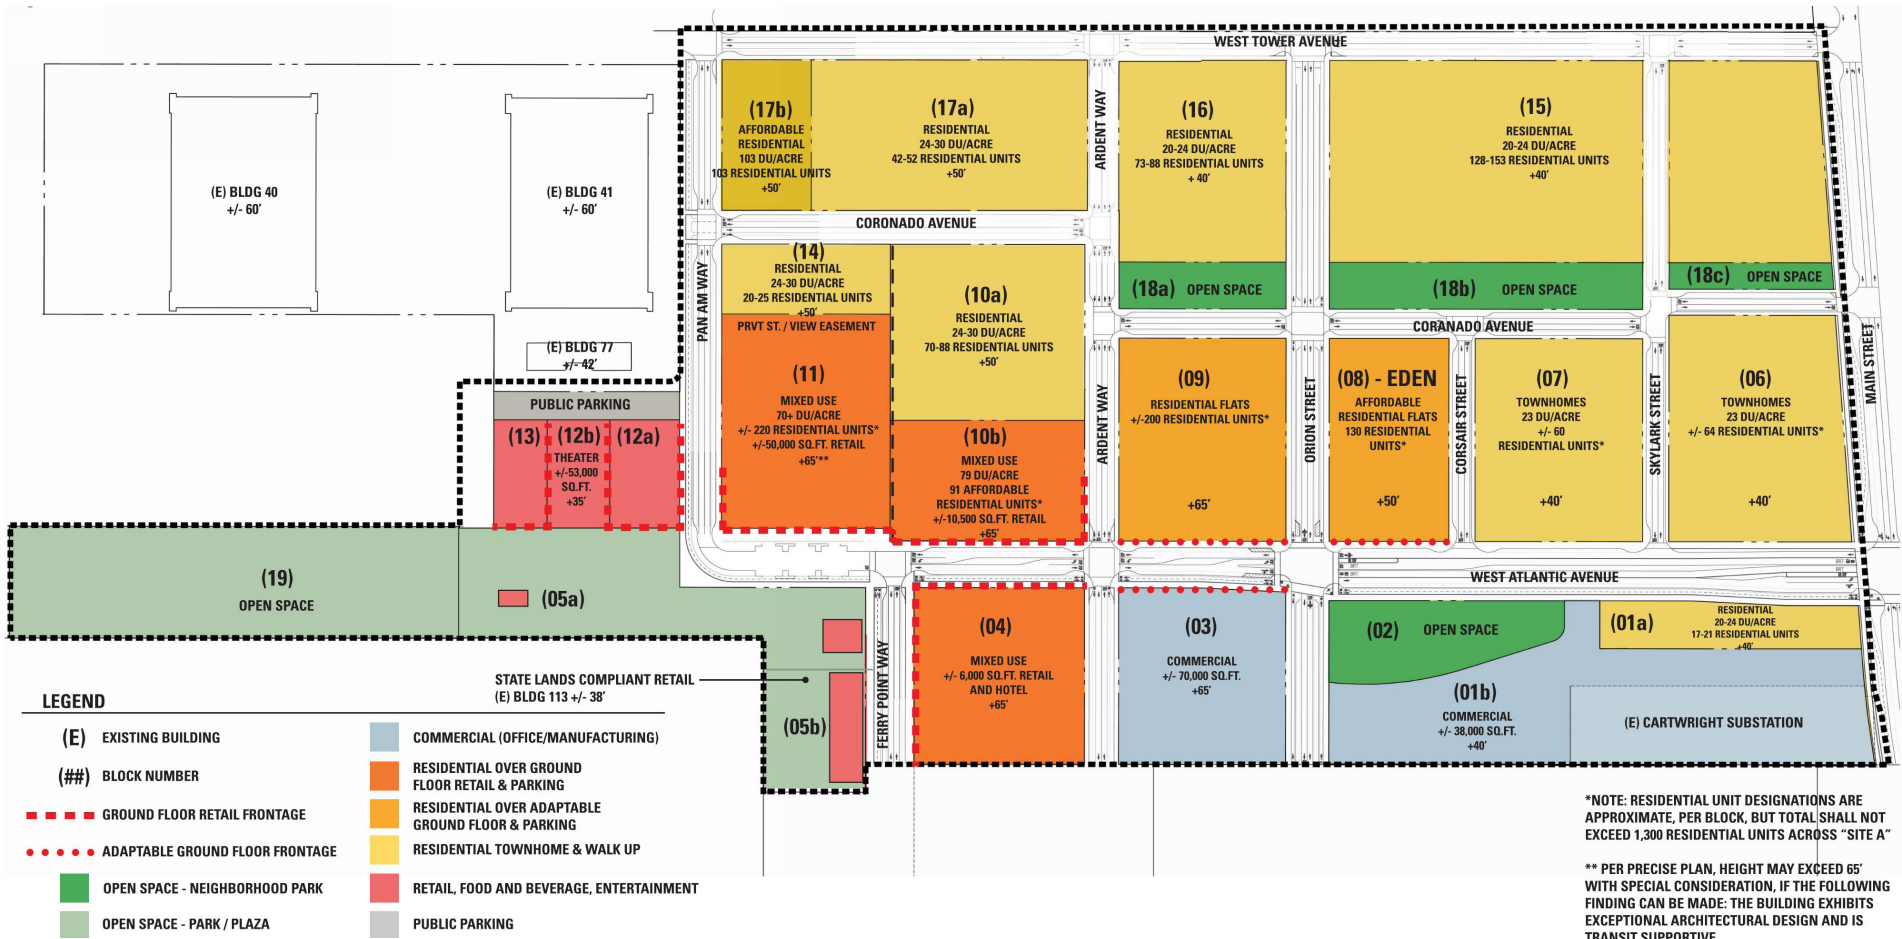 WEST TOWER AVENUE
(17b)
AFFORDABLE
RESIDENTIAL
103 DU/ACRE
103 RESIDENTIAL UNITS
+50'
(17a)
RESIDENTIAL
24-30 DU/ACRE
42-52 RESIDENTIAL UNITS
+50'
ARDENT WAY
(16)
RESIDENTIAL
20-24 DU/ACRE
73-88 RESIDENTIAL UNITS
+ 40'
(15)
RESIDENTIAL
20-24 DU/ACRE
128-153 RESIDENTIAL UNITS
+40'
(E) BLDG 40
+/- 60'
(E) BLDG 41
+/- 60'
CORONADO AVENUE
PAN AM WAY
(14)
RESIDENTIAL
24-30 DU/ACRE
20-25 RESIDENTIAL UNITS
+50'
PRVT ST. / VIEW EASEMENT
(10a)
RESIDENTIAL
24-30 DU/ACRE
70-88 RESIDENTIAL UNITS
+50'
(18a) OPEN SPACE
(18b) OPEN SPACE
(18c) OPEN SPACE
CORANADO AVENUE
MAIN STREET
(E) BLDG 77
+/- 42'
PUBLIC PARKING
(13)
(12b)
THEATER
+/-53,000
SQ.FT.
+35'
(12a)
(11)
MIXED USE
70+ DU/ACRE
+/- 220 RESIDENTIAL UNITS*
+/-50,000 SQ.FT. RETAIL
+65'**
(10b)
MIXED USE
79 DU/ACRE
91 AFFORDABLE
RESIDENTIAL UNITS*
+/-10,500 SQ.FT. RETAIL
+65'
ARDENT WAY
(09)
RESIDENTIAL FLATS
+/-200 RESIDENTIAL UNITS*
+65'
ORION STREET
(08) - EDEN
AFFORDABLE
RESIDENTIAL FLATS
130 RESIDENTIAL
UNITS*
+50'
CORSAIR STREET
(07)
TOWNHOMES
23 DU/ACRE
+/- 60
RESIDENTIAL UNITS*
+40'
SKYLARK STREET
(06)
TOWNHOMES
23 DU/ACRE
+/- 64 RESIDENTIAL UNITS*
+40'
WEST ATLANTIC AVENUE
(19)
OPEN SPACE
(05a)
(05b)
STATE LANDS COMPLIANT RETAIL
(E) BLDG 113 +/- 38'
FERRY POINT WAY
(04)
MIXED USE
+/- 6,000 SQ.FT. RETAIL
AND HOTEL
+65'
(03)
COMMERCIAL
+/- 70,000 SQ.FT.
+65'
(02) OPEN SPACE
(01a)
RESIDENTIAL
20-24 DU/ACRE
17-21 RESIDENTIAL UNITS
+40'
(01b)
COMMERCIAL
+/- 38,000 SQ.FT.
+40'
(E) CARTWRIGHT SUBSTATION
LEGEND
(E) EXISTING BUILDING
(##) BLOCK NUMBER
GROUND FLOOR RETAIL FRONTAGE
ADAPTABLE GROUND FLOOR FRONTAGE
OPEN SPACE - NEIGHBORHOOD PARK
OPEN SPACE - PARK / PLAZA
COMMERCIAL (OFFICE/MANUFACTURING)
RESIDENTIAL OVER GROUND
FLOOR RETAIL & PARKING
RESIDENTIAL OVER ADAPTABLE
GROUND FLOOR & PARKING
RESIDENTIAL TOWNHOME & WALK UP
RETAIL, FOOD AND BEVERAGE, ENTERTAINMENT
PUBLIC PARKING
*NOTE: RESIDENTIAL UNIT DESIGNATIONS ARE
APPROXIMATE, PER BLOCK, BUT TOTAL SHALL NOT
EXCEED 1,300 RESIDENTIAL UNITS ACROSS “SITE A”
** PER PRECISE PLAN, HEIGHT MAY EXCEED 65'
WITH SPECIAL CONSIDERATION, IF THE FOLLOWING
FINDING CAN BE MADE: THE BUILDING EXHIBITS
EXCEPTIONAL ARCHITECTURAL DESIGN AND IS
TRANSIT SUPPORTIVE